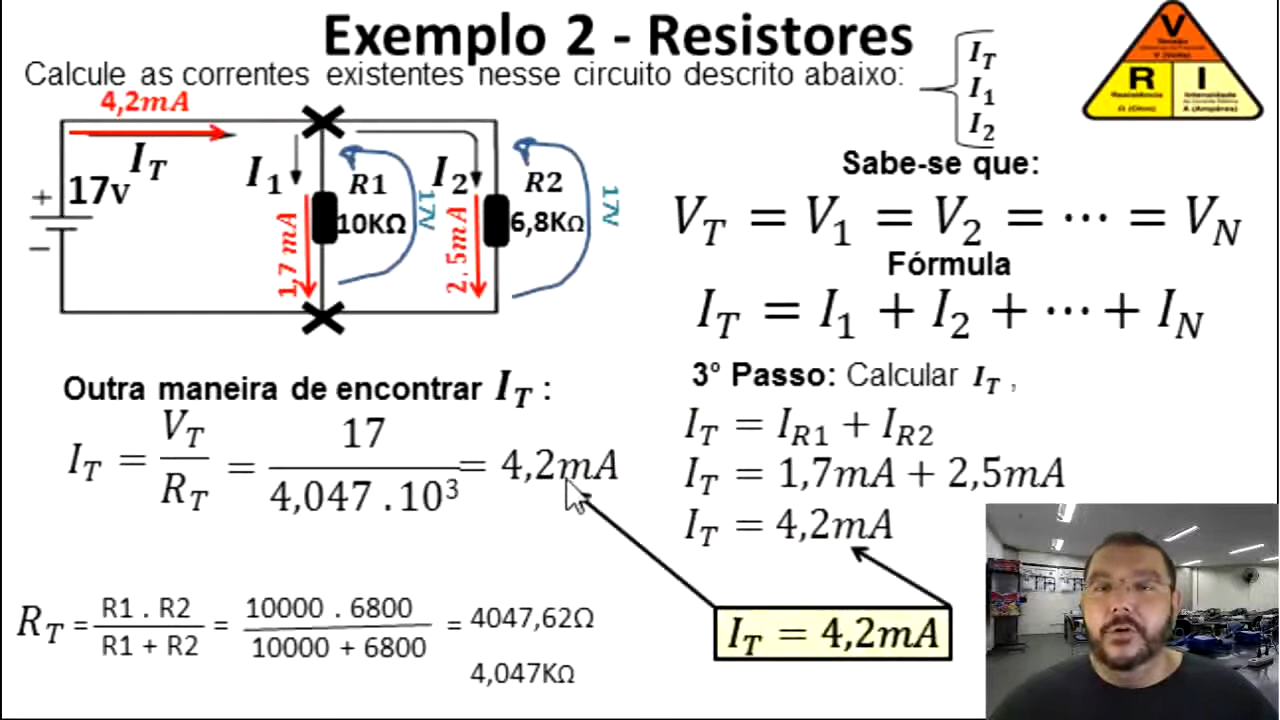 Exemplo 2 - Resistores
Calcule as correntes existentes nesse circuito descrito abaixo:
I_T
I_1
I_2
V
R
I
Resistência
Intensidade
Ω (Ohm)
A (Ampères)
4,2mA
I_T
+
17v
−
I_1
R1
10KΩ
17V
1,7 mA
I_2
R2
6,8KΩ
17V
2.5mA
Sabe-se que:
V_T = V_1 = V_2 = ⋯ = V_N
Fórmula
I_T = I_1 + I_2 + ⋯ + I_N
Outra maneira de encontrar I_T :
I_T = V_T / R_T = 17 / 4,047 .10³ = 4,2mA
3° Passo: Calcular I_T ,
I_T = I_R1 + I_R2
I_T = 1,7mA + 2,5mA
I_T = 4,2mA
I_T = 4,2mA
R_T = R1 . R2 / R1 + R2 = 10000 . 6800 / 10000 + 6800 = 4047,62Ω
4,047KΩ